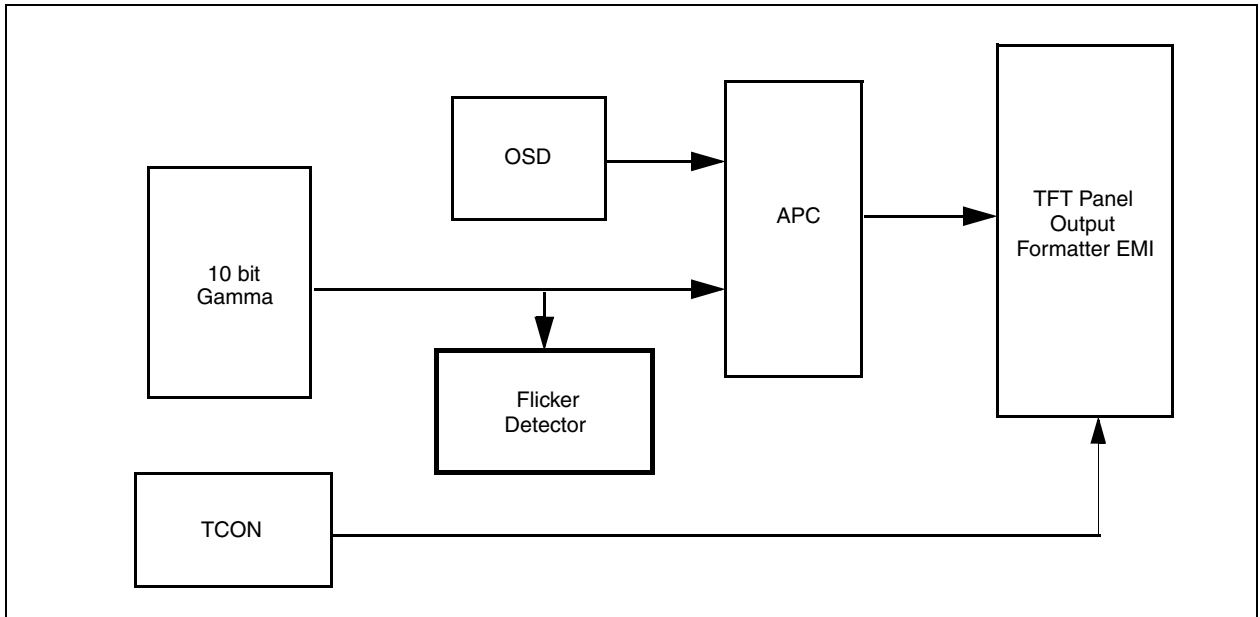 OSD
APC
TFT Panel
Output
Formatter EMI
10 bit
Gamma
Flicker
Detector
TCON